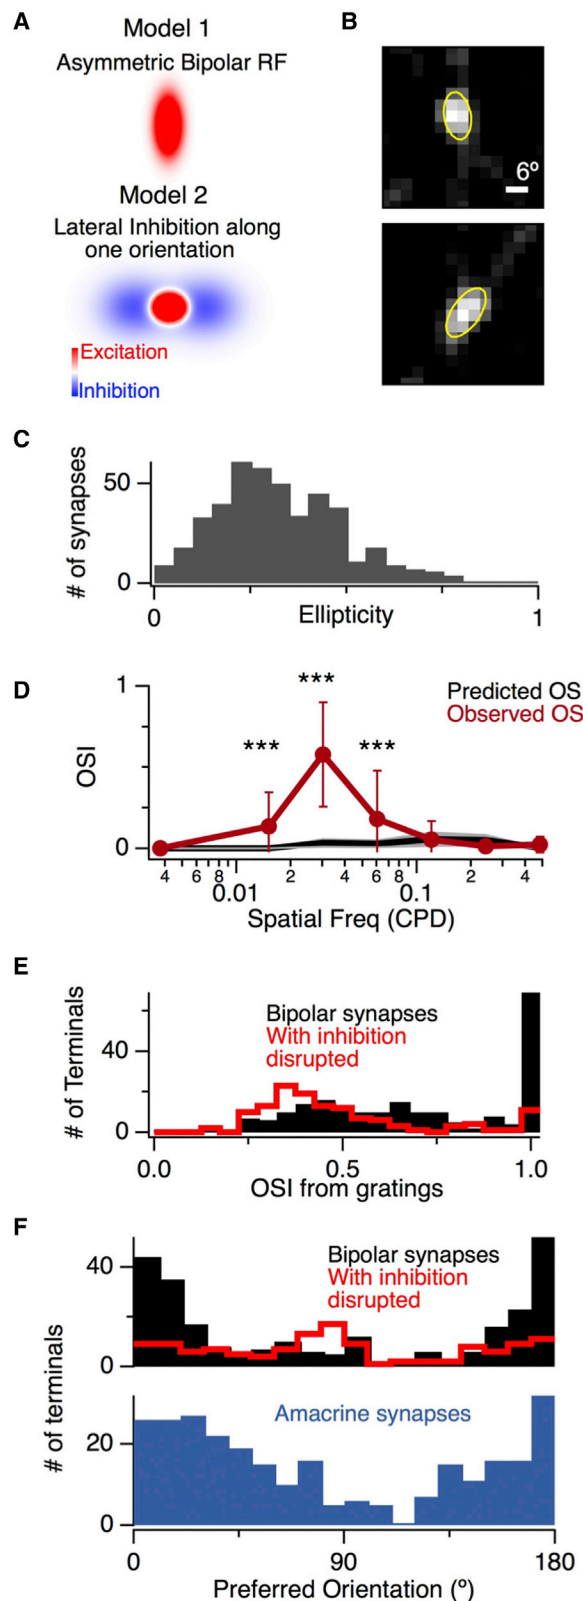 A
Model 1
Asymmetric Bipolar RF
Model 2
Lateral Inhibition along
one orientation
Excitation
Inhibition
B
6º
C
# of synapses
50
0
0
Ellipticity
1
D
1
OSI
0
***
***
***
Predicted OS
Observed OS
4 6 8 0.01 2 4 6 8 0.1 2 4
Spatial Freq (CPD)
E
# of Terminals
40
0
Bipolar synapses
With inhibition
disrupted
0.0 0.5 1.0
OSI from gratings
F
# of terminals
40
0
Bipolar synapses
With inhibition
disrupted
20
0
Amacrine synapses
0 90 180
Preferred Orientation (º)